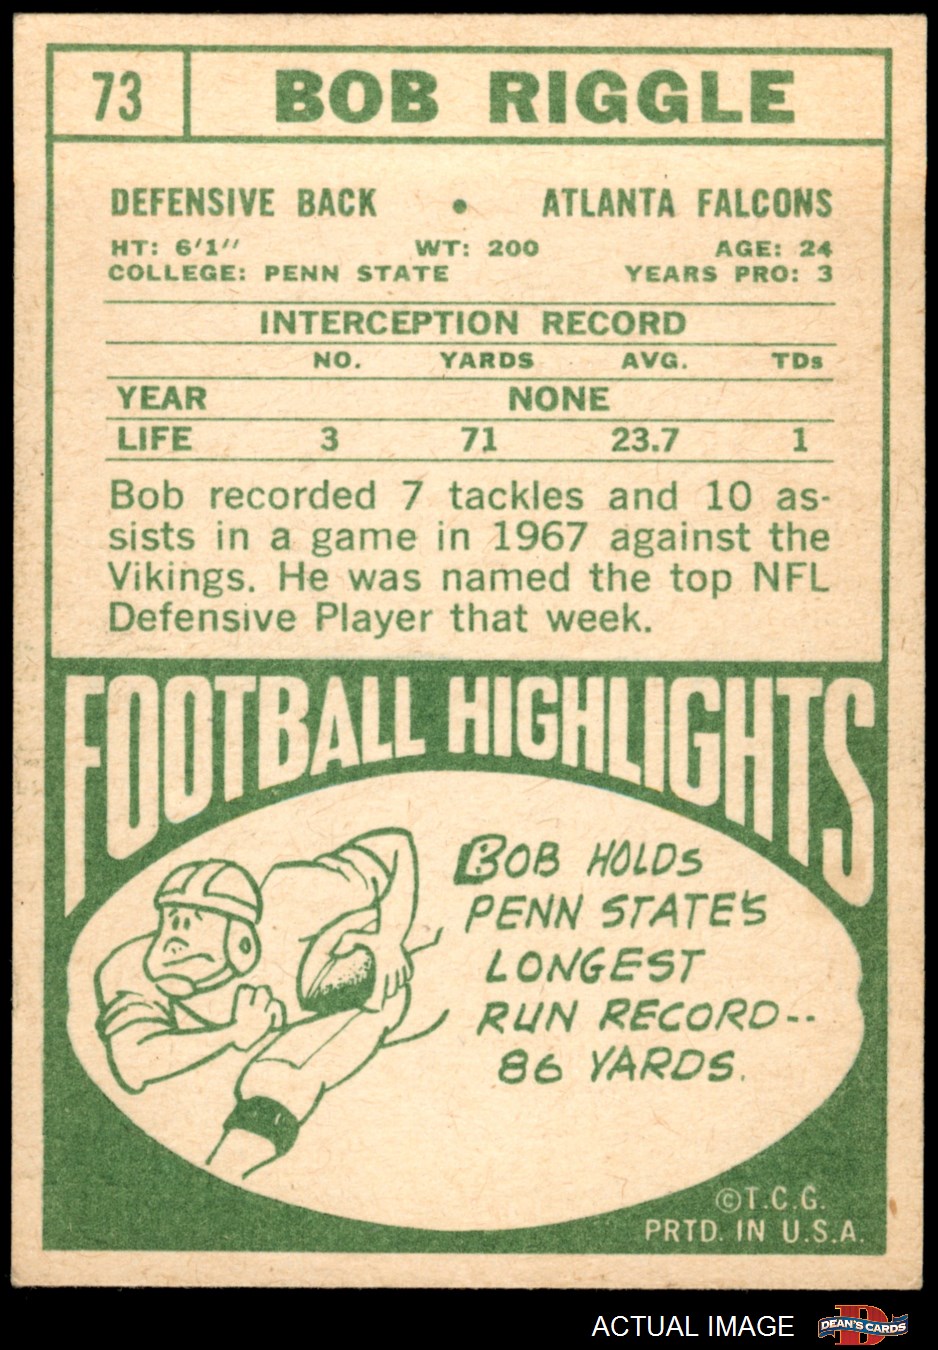 73 BOB RIGGLE
DEFENSIVE BACK • ATLANTA FALCONS
HT: 6'1" WT: 200 AGE: 24
COLLEGE: PENN STATE YEARS PRO: 3
INTERCEPTION RECORD
NO. YARDS AVG. TDs
YEAR NONE
LIFE 3 71 23.7 1
Bob recorded 7 tackles and 10 as-
sists in a game in 1967 against the
Vikings. He was named the top NFL
Defensive Player that week.
FOOTBALL HIGHLIGHTS
BOB HOLDS
PENN STATE'S
LONGEST
RUN RECORD--
86 YARDS.
©T.C.G.
PRTD. IN U.S.A.
ACTUAL IMAGE
D
DEAN'S CARDS